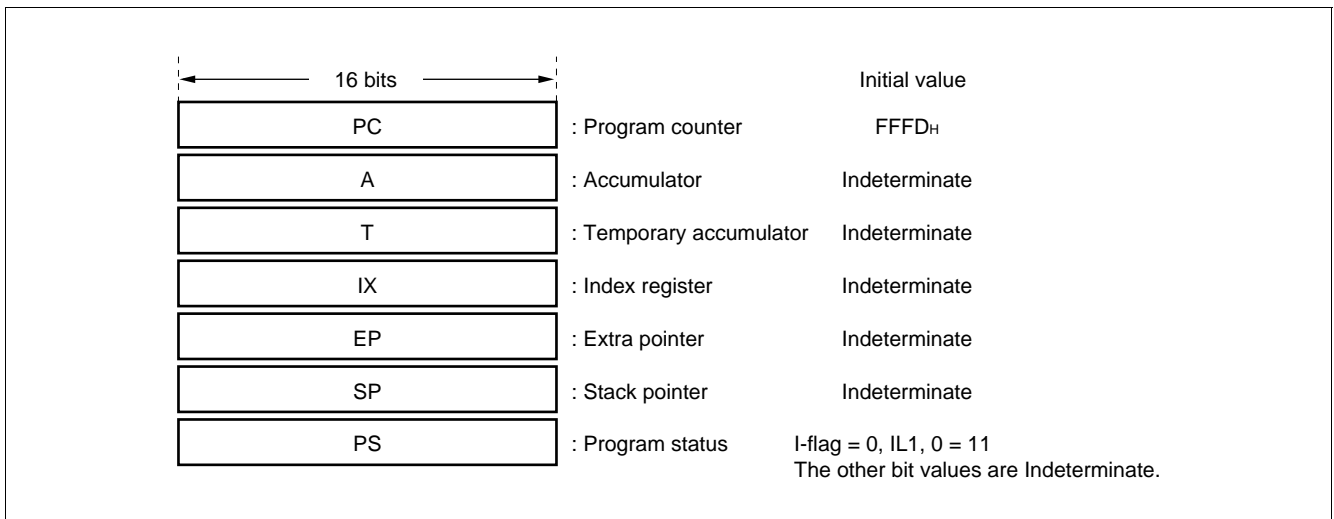 16 bits Initial value
PC : Program counter FFFDH
A : Accumulator Indeterminate
T : Temporary accumulator Indeterminate
IX : Index register Indeterminate
EP : Extra pointer Indeterminate
SP : Stack pointer Indeterminate
PS : Program status I-flag = 0, IL1, 0 = 11
The other bit values are Indeterminate.